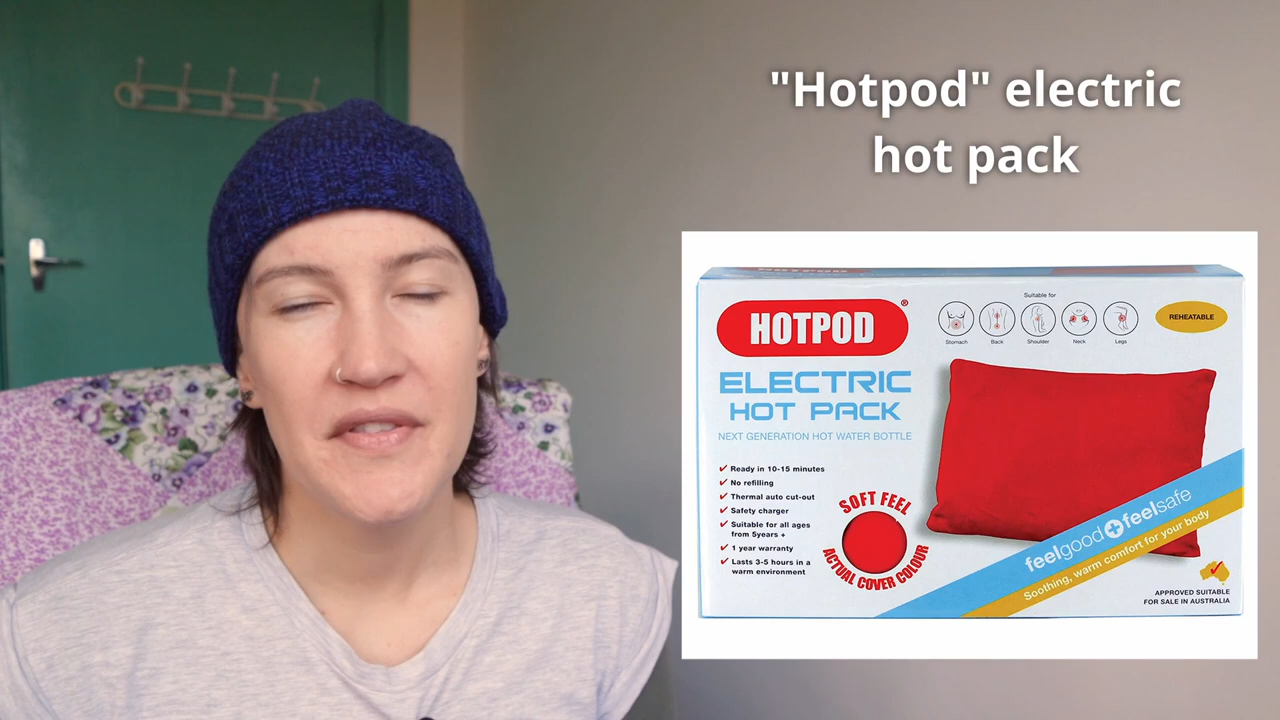 "Hotpod" electric
hot pack
HOTPOD
HOTPOD®
ELECTRIC
HOT PACK
NEXT GENERATION HOT WATER BOTTLE
Suitable for
Stomach
Back
Shoulder
Neck
Legs
REHEATABLE
Ready in 10-15 minutes
No refilling
Thermal auto cut-out
Safety charger
Suitable for all ages
from 5years +
1 year warranty
Lasts 3-5 hours in a
warm environment
SOFT FEEL
ACTUAL COVER COLOUR
feelgood+feelsafe
Soothing, warm comfort for your body
APPROVED SUITABLE
FOR SALE IN AUSTRALIA